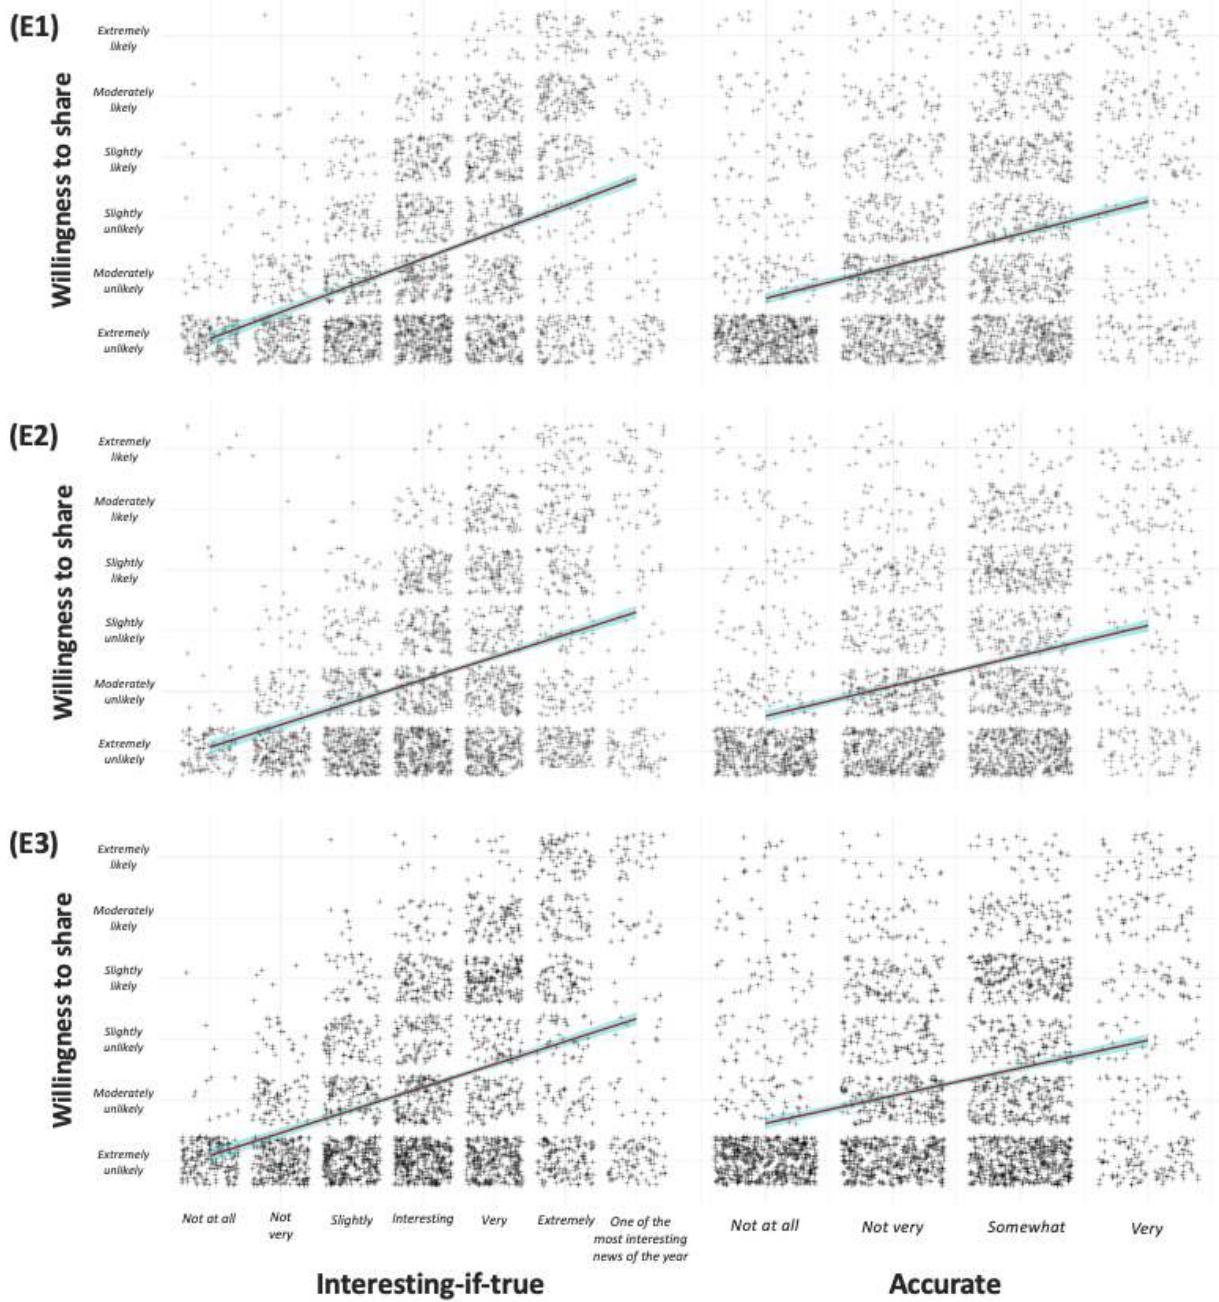 (E1)
Willingness to share
Extremely
likely
Moderately
likely
Slightly
likely
Slightly
unlikely
Moderately
unlikely
Extremely
unlikely
(E2)
Willingness to share
Extremely
likely
Moderately
likely
Slightly
likely
Slightly
unlikely
Moderately
unlikely
Extremely
unlikely
(E3)
Willingness to share
Extremely
likely
Moderately
likely
Slightly
likely
Slightly
unlikely
Moderately
unlikely
Extremely
unlikely
Not at all
Not
very
Slightly
Interesting
Very
Extremely
One of the
most interesting
news of the year
Not at all
Not very
Somewhat
Very
Interesting-if-true
Accurate